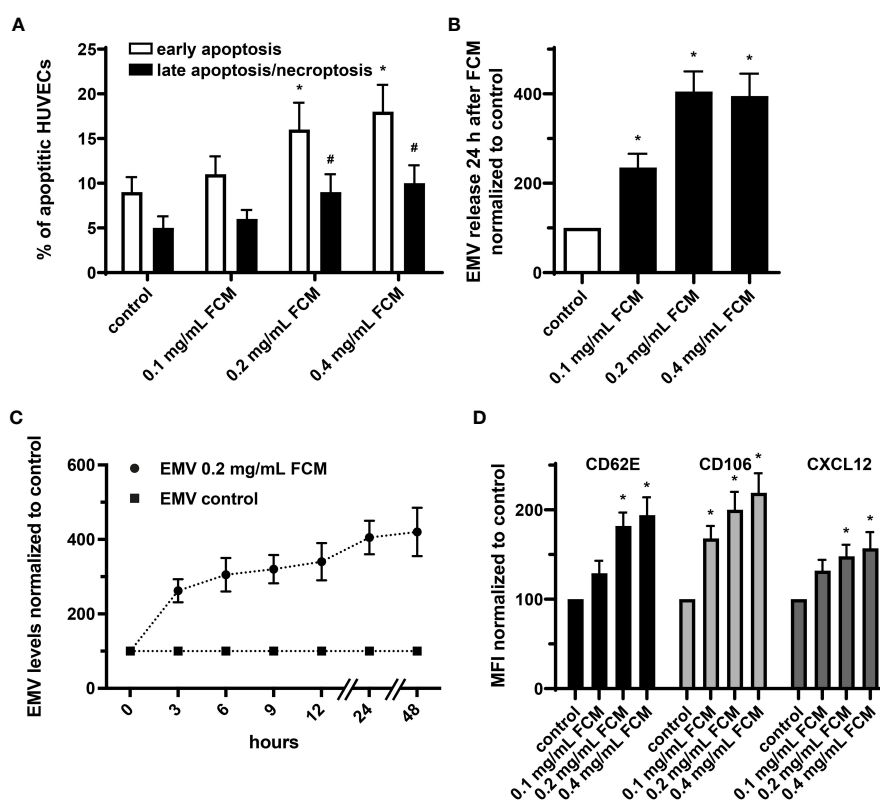 A
% of apoptitic HUVECs
25
20
15
10
5
0
early apoptosis
late apoptosis/necroptosis
*
*
#
#
control
0.1 mg/mL FCM
0.2 mg/mL FCM
0.4 mg/mL FCM
B
EMV release 24 h after FCM
normalized to control
400
200
0
*
*
*
control
0.1 mg/mL FCM
0.2 mg/mL FCM
0.4 mg/mL FCM
C
EMV levels normalized to control
600
400
200
0
EMV 0.2 mg/mL FCM
EMV control
0
3
6
9
12
24
48
hours
D
MFI normalized to control
200
100
0
CD62E
CD106
CXCL12
*
*
*
*
*
*
*
control
0.1 mg/mL FCM
0.2 mg/mL FCM
0.4 mg/mL FCM
control
0.1 mg/mL FCM
0.2 mg/mL FCM
0.4 mg/mL FCM
control
0.1 mg/mL FCM
0.2 mg/mL FCM
0.4 mg/mL FCM